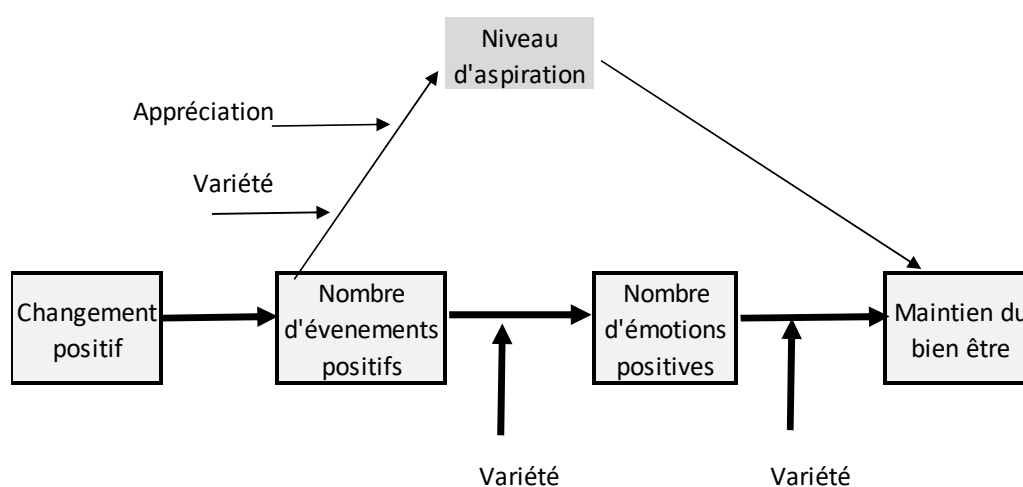 Niveau
d'aspiration
Appréciation
Variété
Changement
positif
Nombre
d'évenements
positifs
Nombre
d'émotions
positives
Maintien du
bien être
Variété
Variété